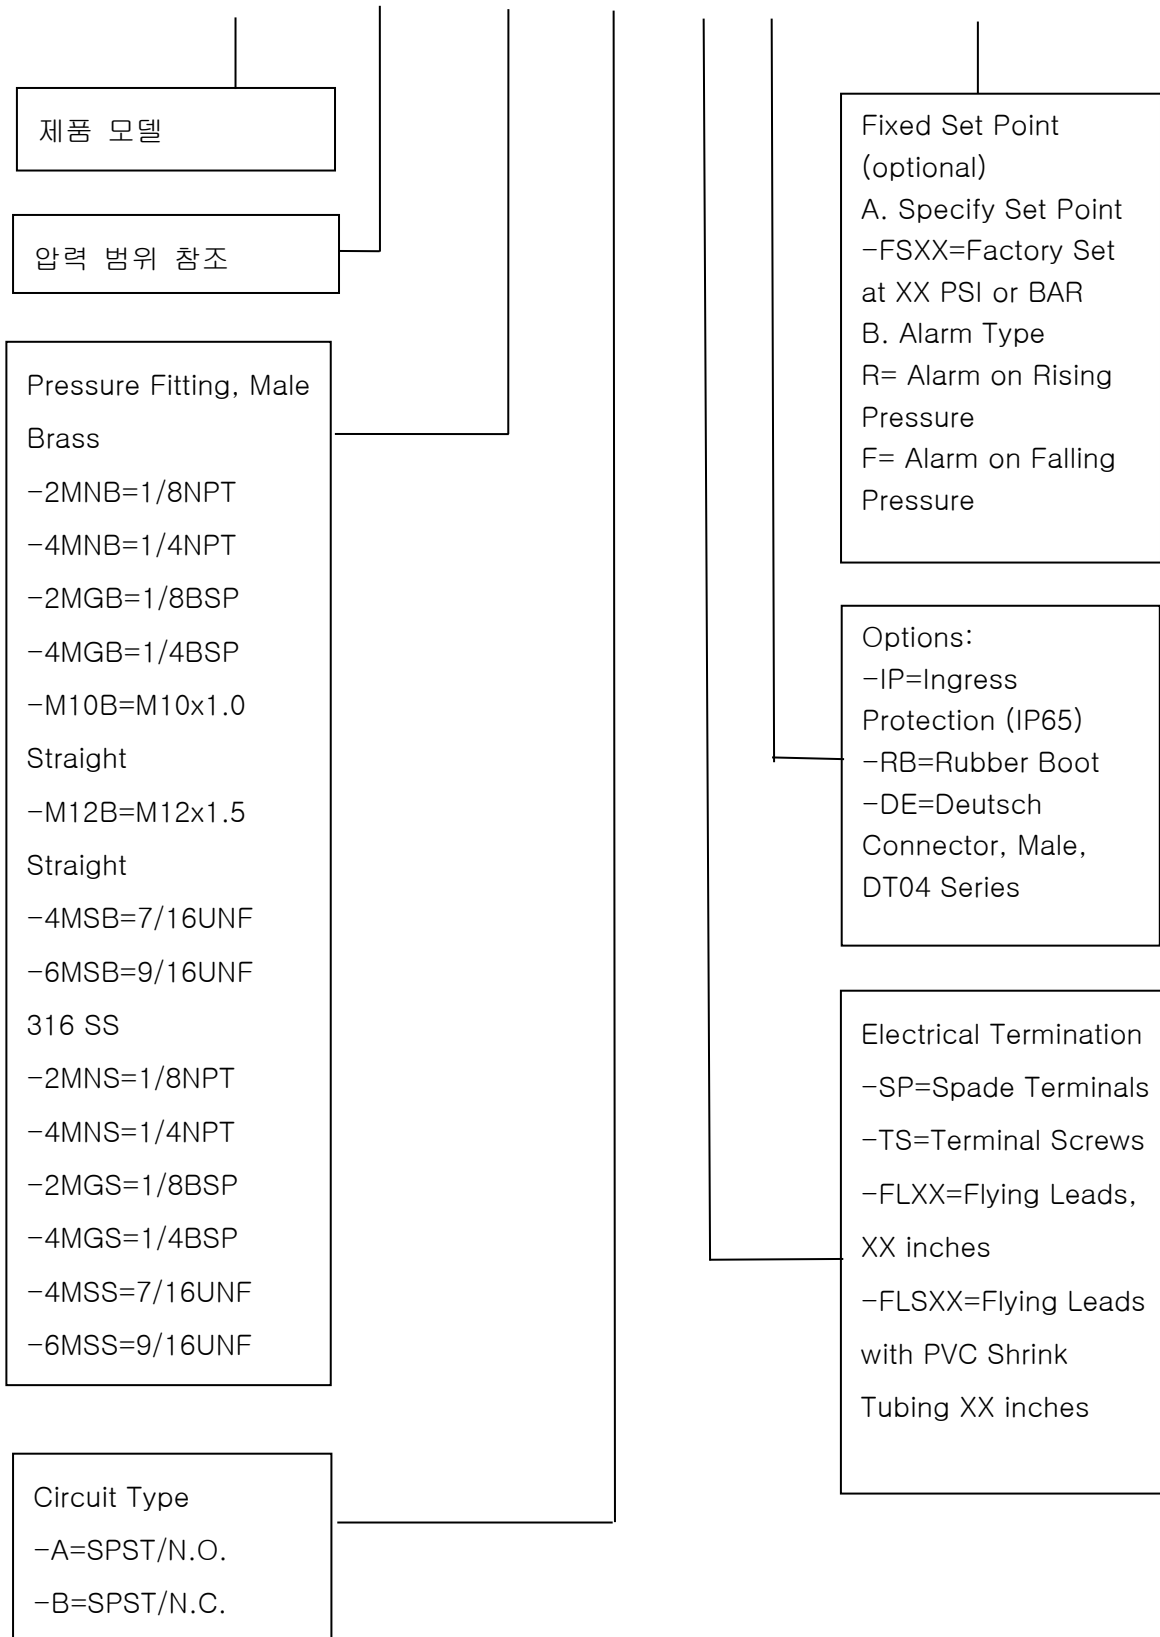 제품 모델
압력 범위 참조
Pressure Fitting, Male
Brass
-2MNB=1/8NPT
-4MNB=1/4NPT
-2MGB=1/8BSP
-4MGB=1/4BSP
-M10B=M10x1.0
Straight
-M12B=M12x1.5
Straight
-4MSB=7/16UNF
-6MSB=9/16UNF
316 SS
-2MNS=1/8NPT
-4MNS=1/4NPT
-2MGS=1/8BSP
-4MGS=1/4BSP
-4MSS=7/16UNF
-6MSS=9/16UNF
Circuit Type
-A=SPST/N.O.
-B=SPST/N.C.
Fixed Set Point
(optional)
A. Specify Set Point
-FSXX=Factory Set
at XX PSI or BAR
B. Alarm Type
R= Alarm on Rising
Pressure
F= Alarm on Falling
Pressure
Options:
-IP=Ingress
Protection (IP65)
-RB=Rubber Boot
-DE=Deutsch
Connector, Male,
DT04 Series
Electrical Termination
-SP=Spade Terminals
-TS=Terminal Screws
-FLXX=Flying Leads,
XX inches
-FLSXX=Flying Leads
with PVC Shrink
Tubing XX inches